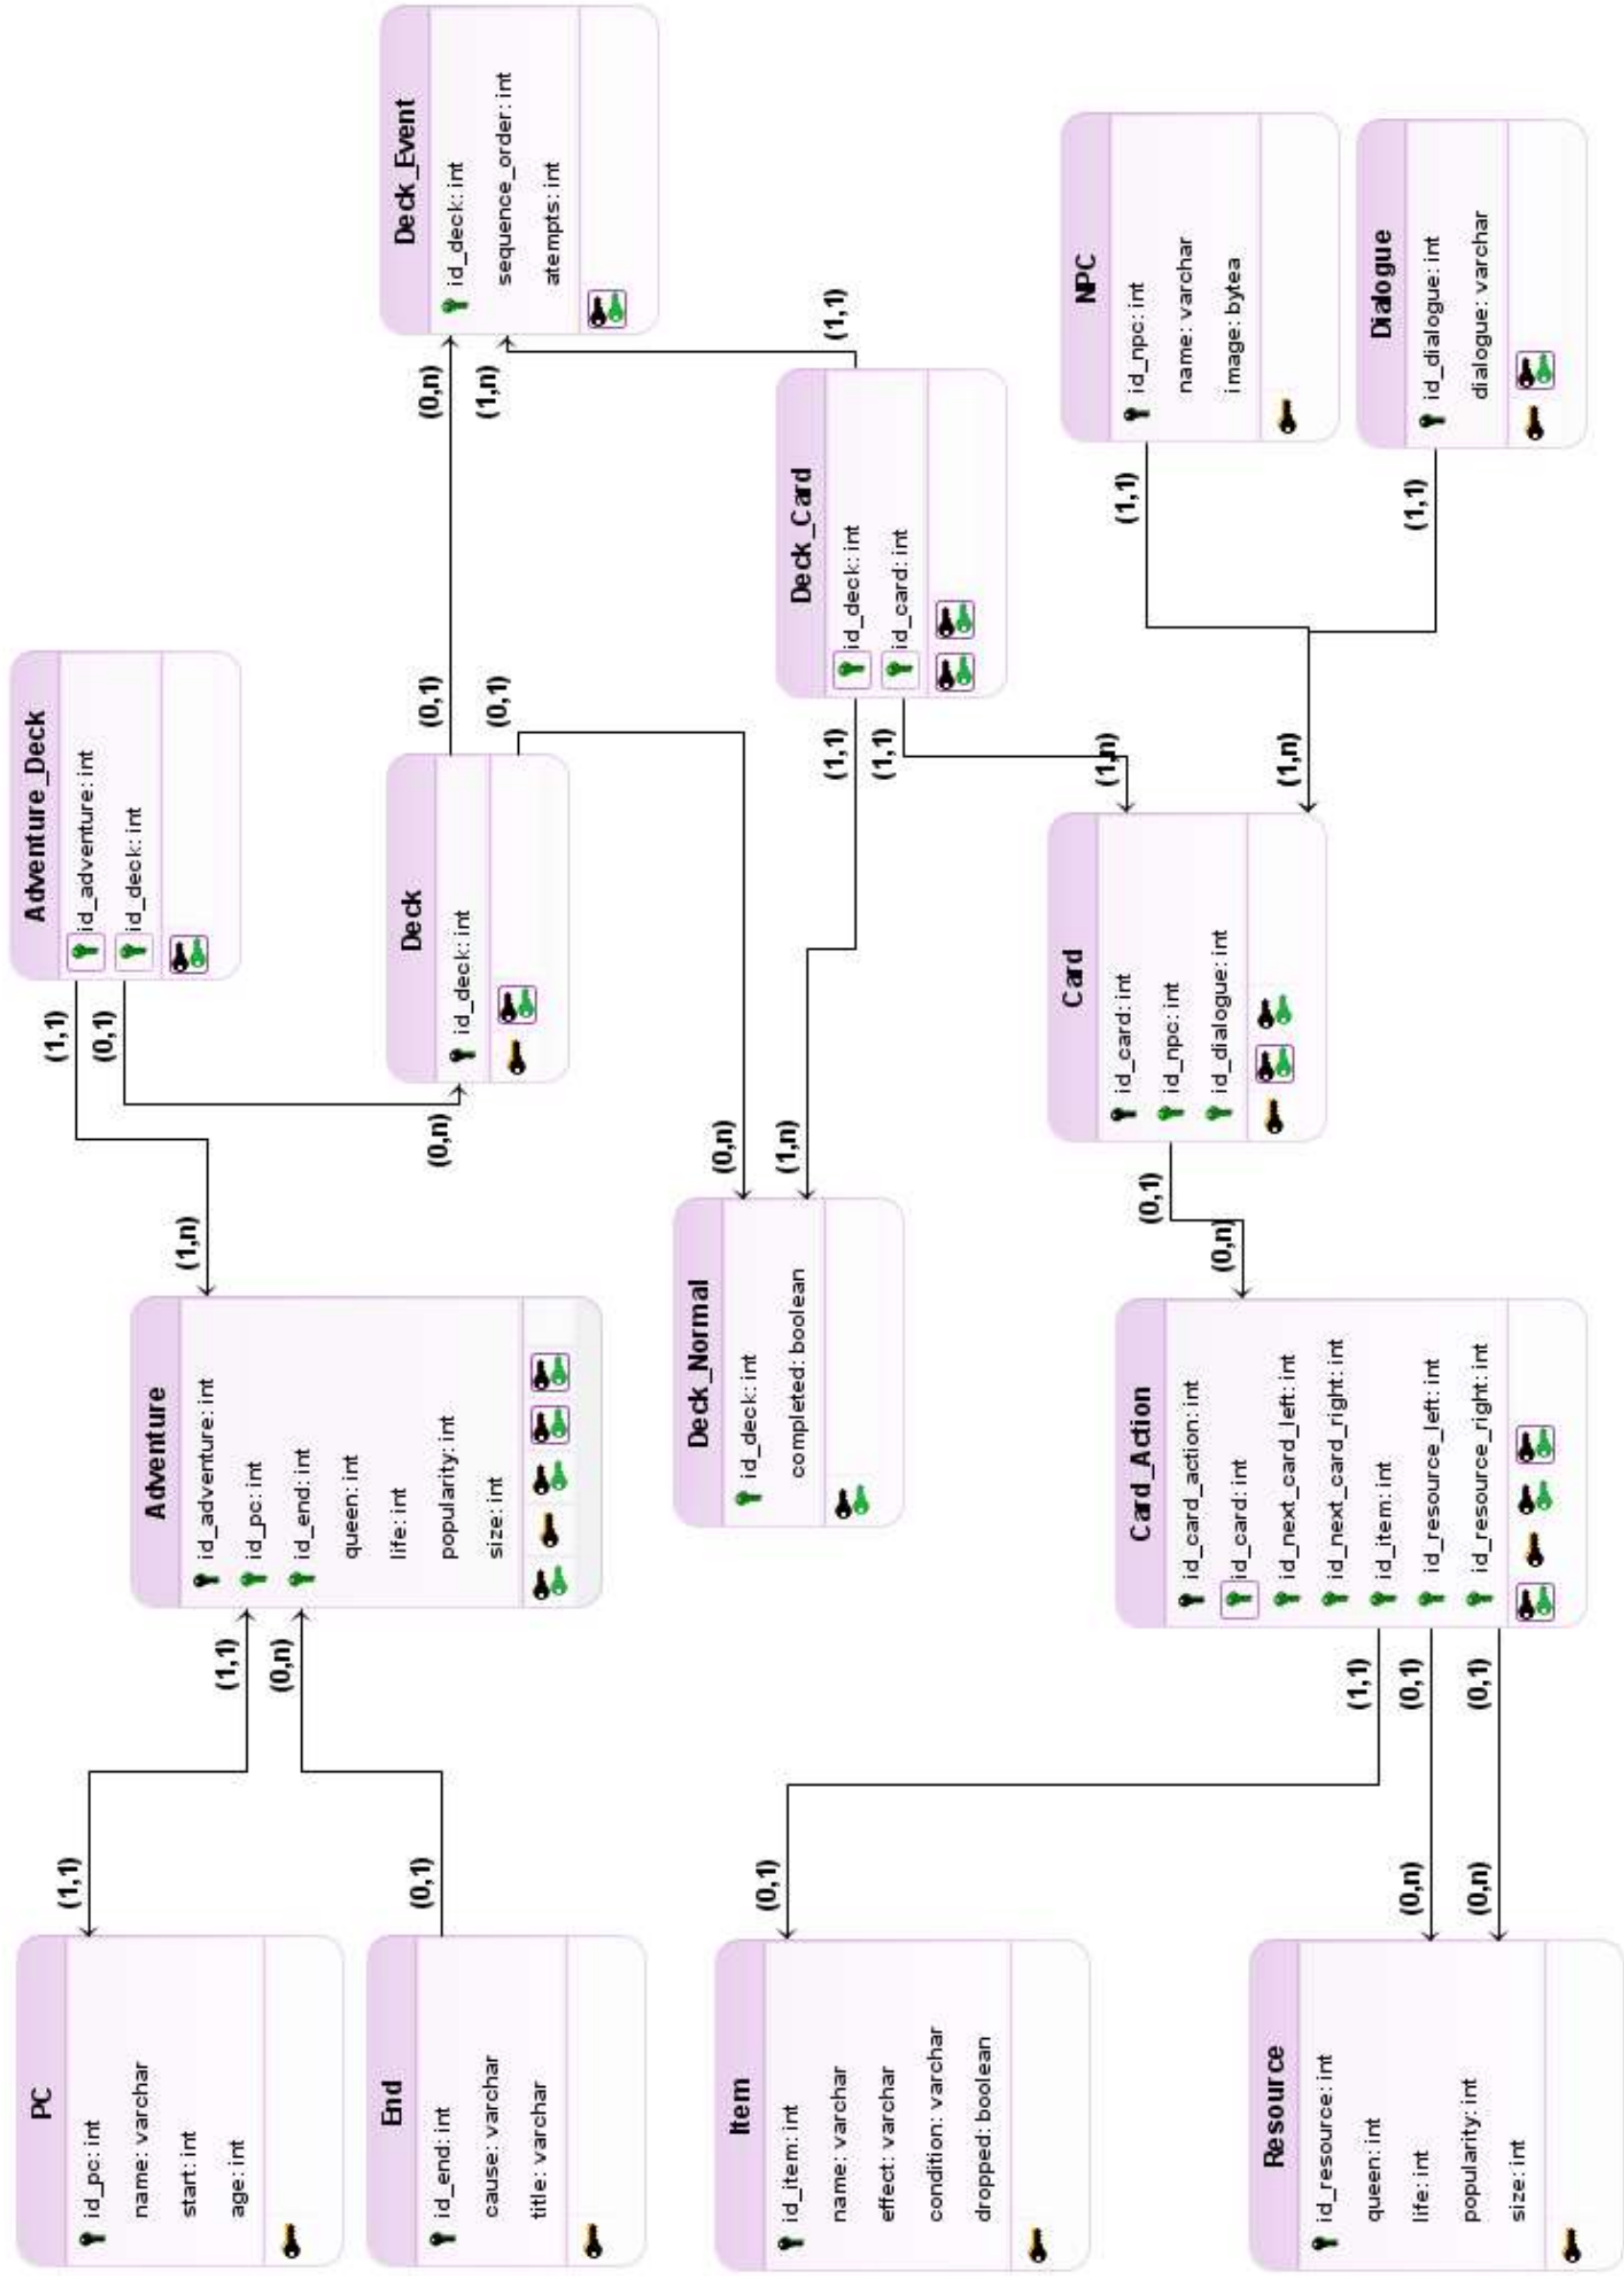 PC
id_pc: int
name: varchar
start: int
age: int
(1,1)
(1,1)
End
id_end: int
cause: varchar
title: varchar
(0,1)
(0,n)
Adventure
id_adventure: int
id_pc: int
id_end: int
queen: int
life: int
popularity: int
size: int
(1,n)
(1,1)
(0,1)
Adventure_Deck
id_adventure: int
id_deck: int
(0,n)
Deck
id_deck: int
(0,1)
(0,1)
(0,n)
(1,n)
Deck_Event
id_deck: int
sequence_order: int
atempts: int
Item
id_item: int
name: varchar
effect: varchar
condition: varchar
dropped: boolean
(0,1)
Deck_Normal
id_deck: int
completed: boolean
(0,n)
(1,n)
(1,1)
(1,1)
Deck_Card
id_deck: int
id_card: int
(1,1)
Resource
id_resource: int
queen: int
life: int
popularity: int
size: int
(0,n)
(0,n)
(1,1)
(0,1)
(0,1)
Card_Action
id_card_action: int
id_card: int
id_next_card_left: int
id_next_card_right: int
id_item: int
id_resource_left: int
id_resource_right: int
(0,n)
(0,1)
Card
id_card: int
id_npc: int
id_dialogue: int
(1,n)
(1,n)
(1,1)
NPC
id_npc: int
name: varchar
image: bytea
(1,1)
Dialogue
id_dialogue: int
dialogue: varchar